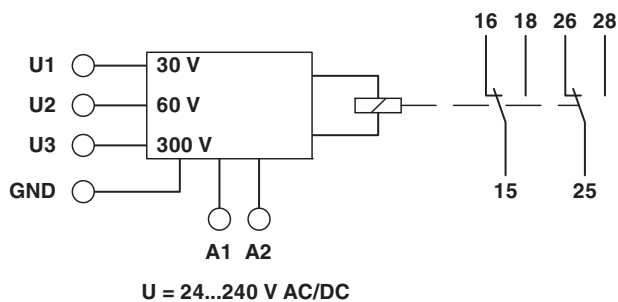 16 18 26 28
U1 30 V
U2 60 V
U3 300 V
GND
15 25
A1 A2
U = 24...240 V AC/DC